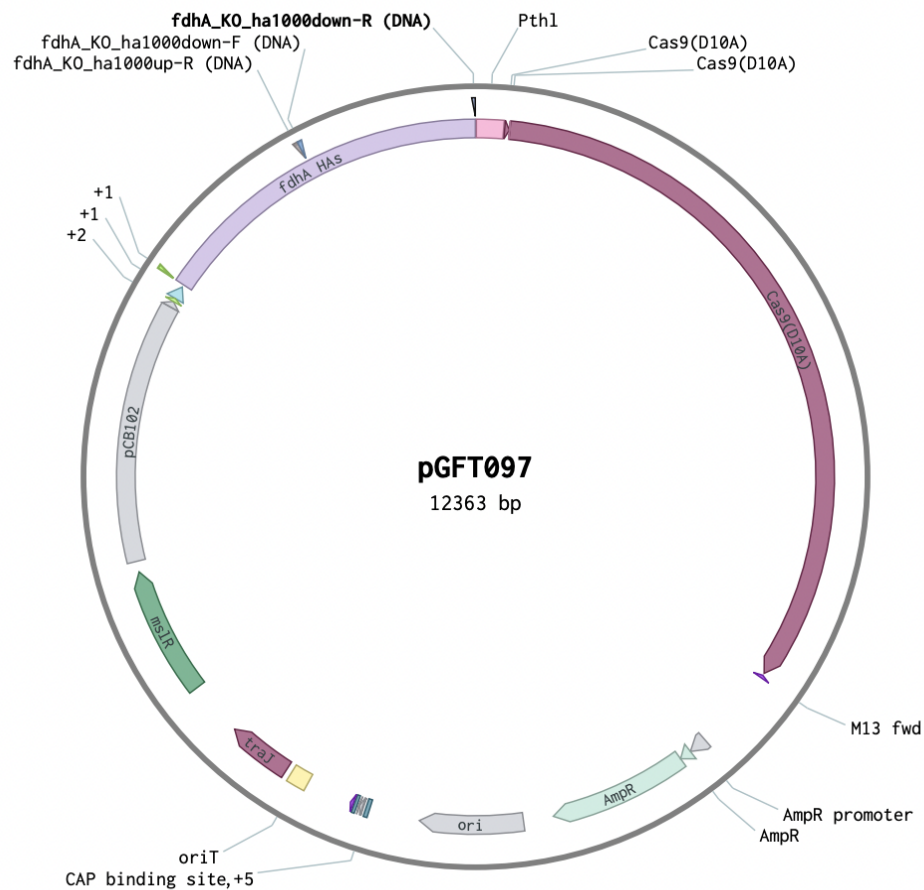 fdhA_KO_ha1000down-R (DNA)
Pthl
fdhA_KO_ha1000down-F (DNA)
Cas9(D10A)
fdhA_KO_ha1000up-R (DNA)
Cas9(D10A)
fdhA HAs
+1
+1
+2
Cas9(D10A)
pCB102
pGFT097
12363 bp
mslR
M13 fwd
traJ
AmpR
AmpR promoter
ori
AmpR
oriT
CAP binding site,+5